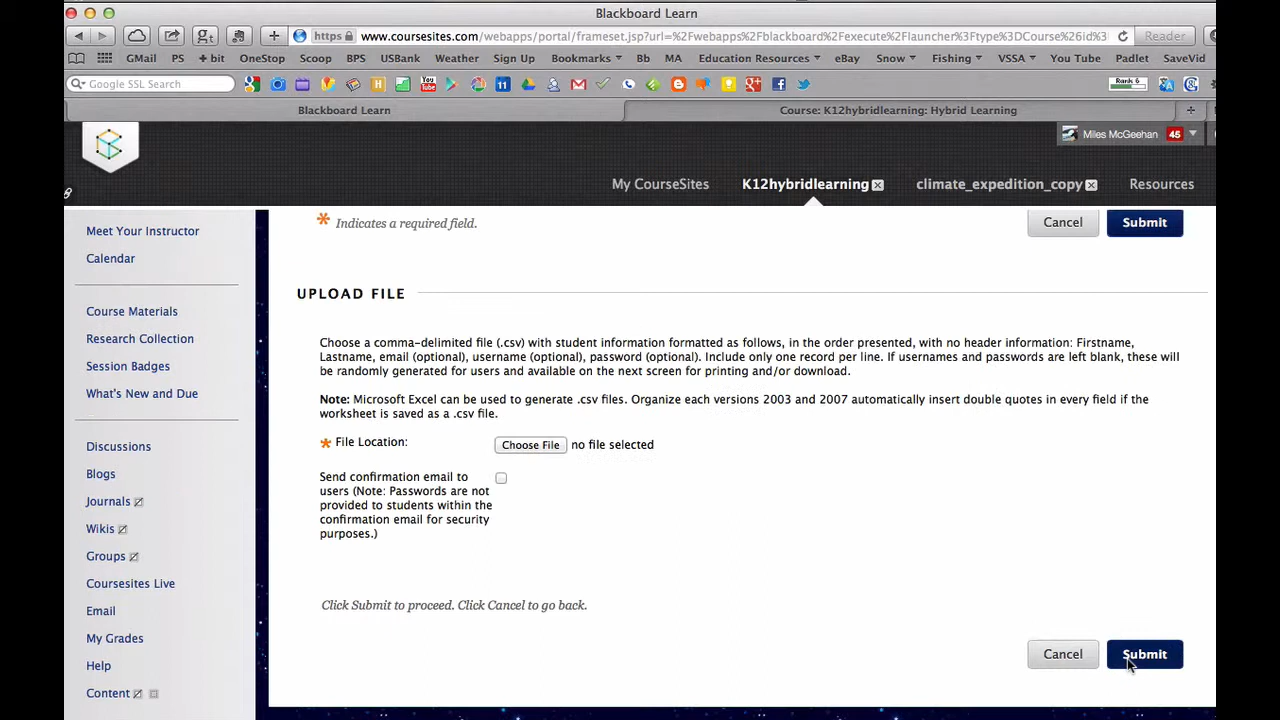 Blackboard Learn
https www.coursesites.com/webapps/portal/frameset.jsp?url=%2Fwebapps%2Fblackboard%2Fexecute%2Flauncher%3Ftype%3DCourse%26id%3 Reader
GMail PS + bit OneStop Scoop BPS USBank Weather Sign Up Bookmarks Bb MA Education Resources eBay Snow Fishing VSSA You Tube Padlet SaveVid
Google SSL Search Rank 6
Blackboard Learn Course: K12hybridlearning: Hybrid Learning
Miles McGeehan 45
My CourseSites K12hybridlearning climate_expedition_copy Resources
Meet Your Instructor
Calendar
Course Materials
Research Collection
Session Badges
What's New and Due
Discussions
Blogs
Journals
Wikis
Groups
Coursesites Live
Email
My Grades
Help
Content
* Indicates a required field.
Cancel Submit
UPLOAD FILE
Choose a comma-delimited file (.csv) with student information formatted as follows, in the order presented, with no header information: Firstname,
Lastname, email (optional), username (optional), password (optional). Include only one record per line. If usernames and passwords are left blank, these will
be randomly generated for users and available on the next screen for printing and/or download.
Note: Microsoft Excel can be used to generate .csv files. Organize each versions 2003 and 2007 automatically insert double quotes in every field if the
worksheet is saved as a .csv file.
* File Location: Choose File no file selected
Send confirmation email to
users (Note: Passwords are not
provided to students within the
confirmation email for security
purposes.)
Click Submit to proceed. Click Cancel to go back.
Cancel Submit